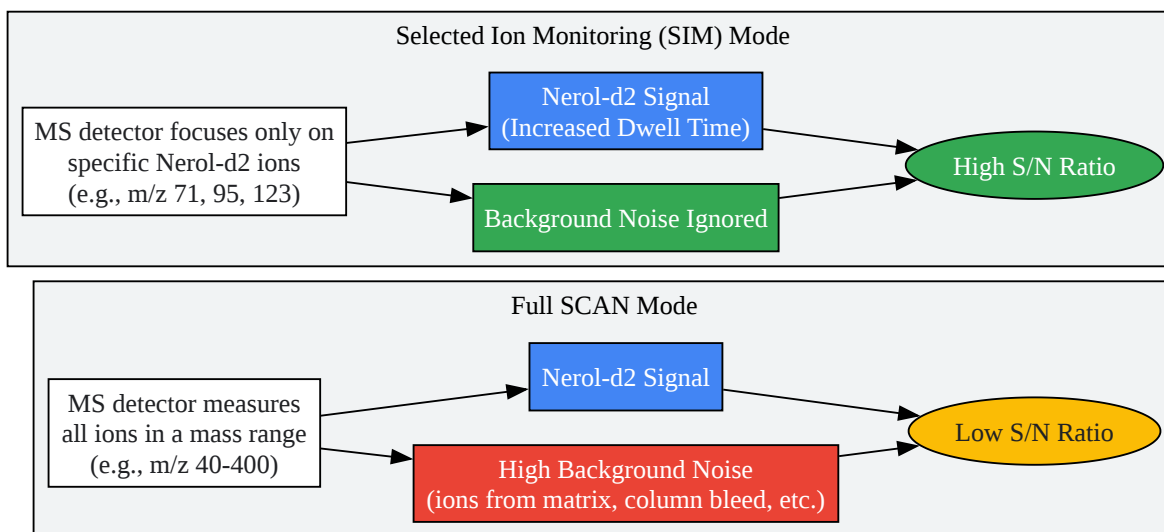 Selected Ion Monitoring (SIM) Mode
MS detector focuses only on
specific Nerol-d2 ions
(e.g., m/z 71, 95, 123)
Nerol-d2 Signal
(Increased Dwell Time)
Background Noise Ignored
High S/N Ratio
Full SCAN Mode
MS detector measures
all ions in a mass range
(e.g., m/z 40-400)
Nerol-d2 Signal
High Background Noise
(ions from matrix, column bleed, etc.)
Low S/N Ratio